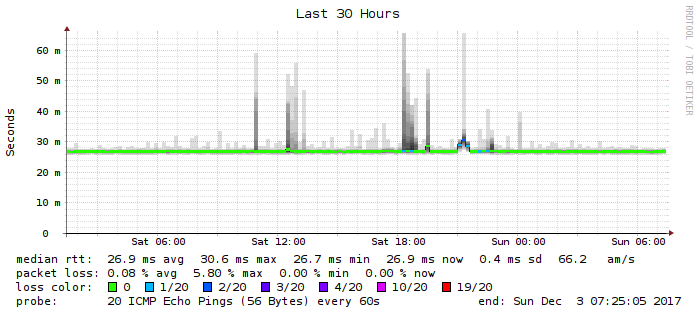 Last 30 Hours
RRDTOOL / TOBI OETIKER
Seconds
60 m
50 m
40 m
30 m
20 m
10 m
0
Sat 06:00 Sat 12:00 Sat 18:00 Sun 00:00 Sun 06:00
median rtt: 26.9 ms avg 30.6 ms max 26.7 ms min 26.9 ms now 0.4 ms sd 66.2 am/s
packet loss: 0.08 % avg 5.80 % max 0.00 % min 0.00 % now
loss color: 0 1/20 2/20 3/20 4/20 10/20 19/20
probe: 20 ICMP Echo Pings (56 Bytes) every 60s end: Sun Dec 3 07:25:05 2017